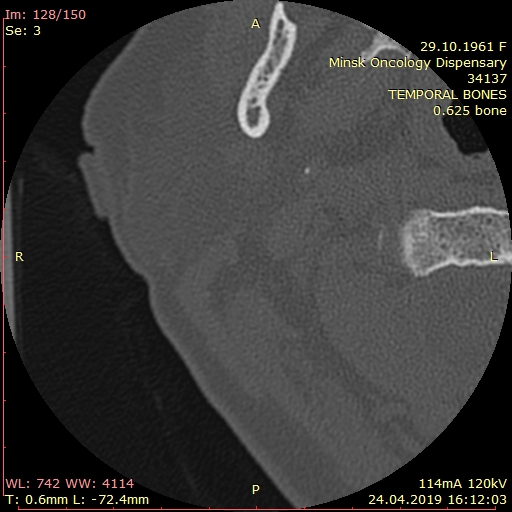 Im: 128/150
Se: 3
A
29.10.1961 F
Minsk Oncology Dispensary
34137
TEMPORAL BONES
0.625 bone
R
L
WL: 742 WW: 4114
T: 0.6mm L: -72.4mm
P
114mA 120kV
24.04.2019 16:12:03